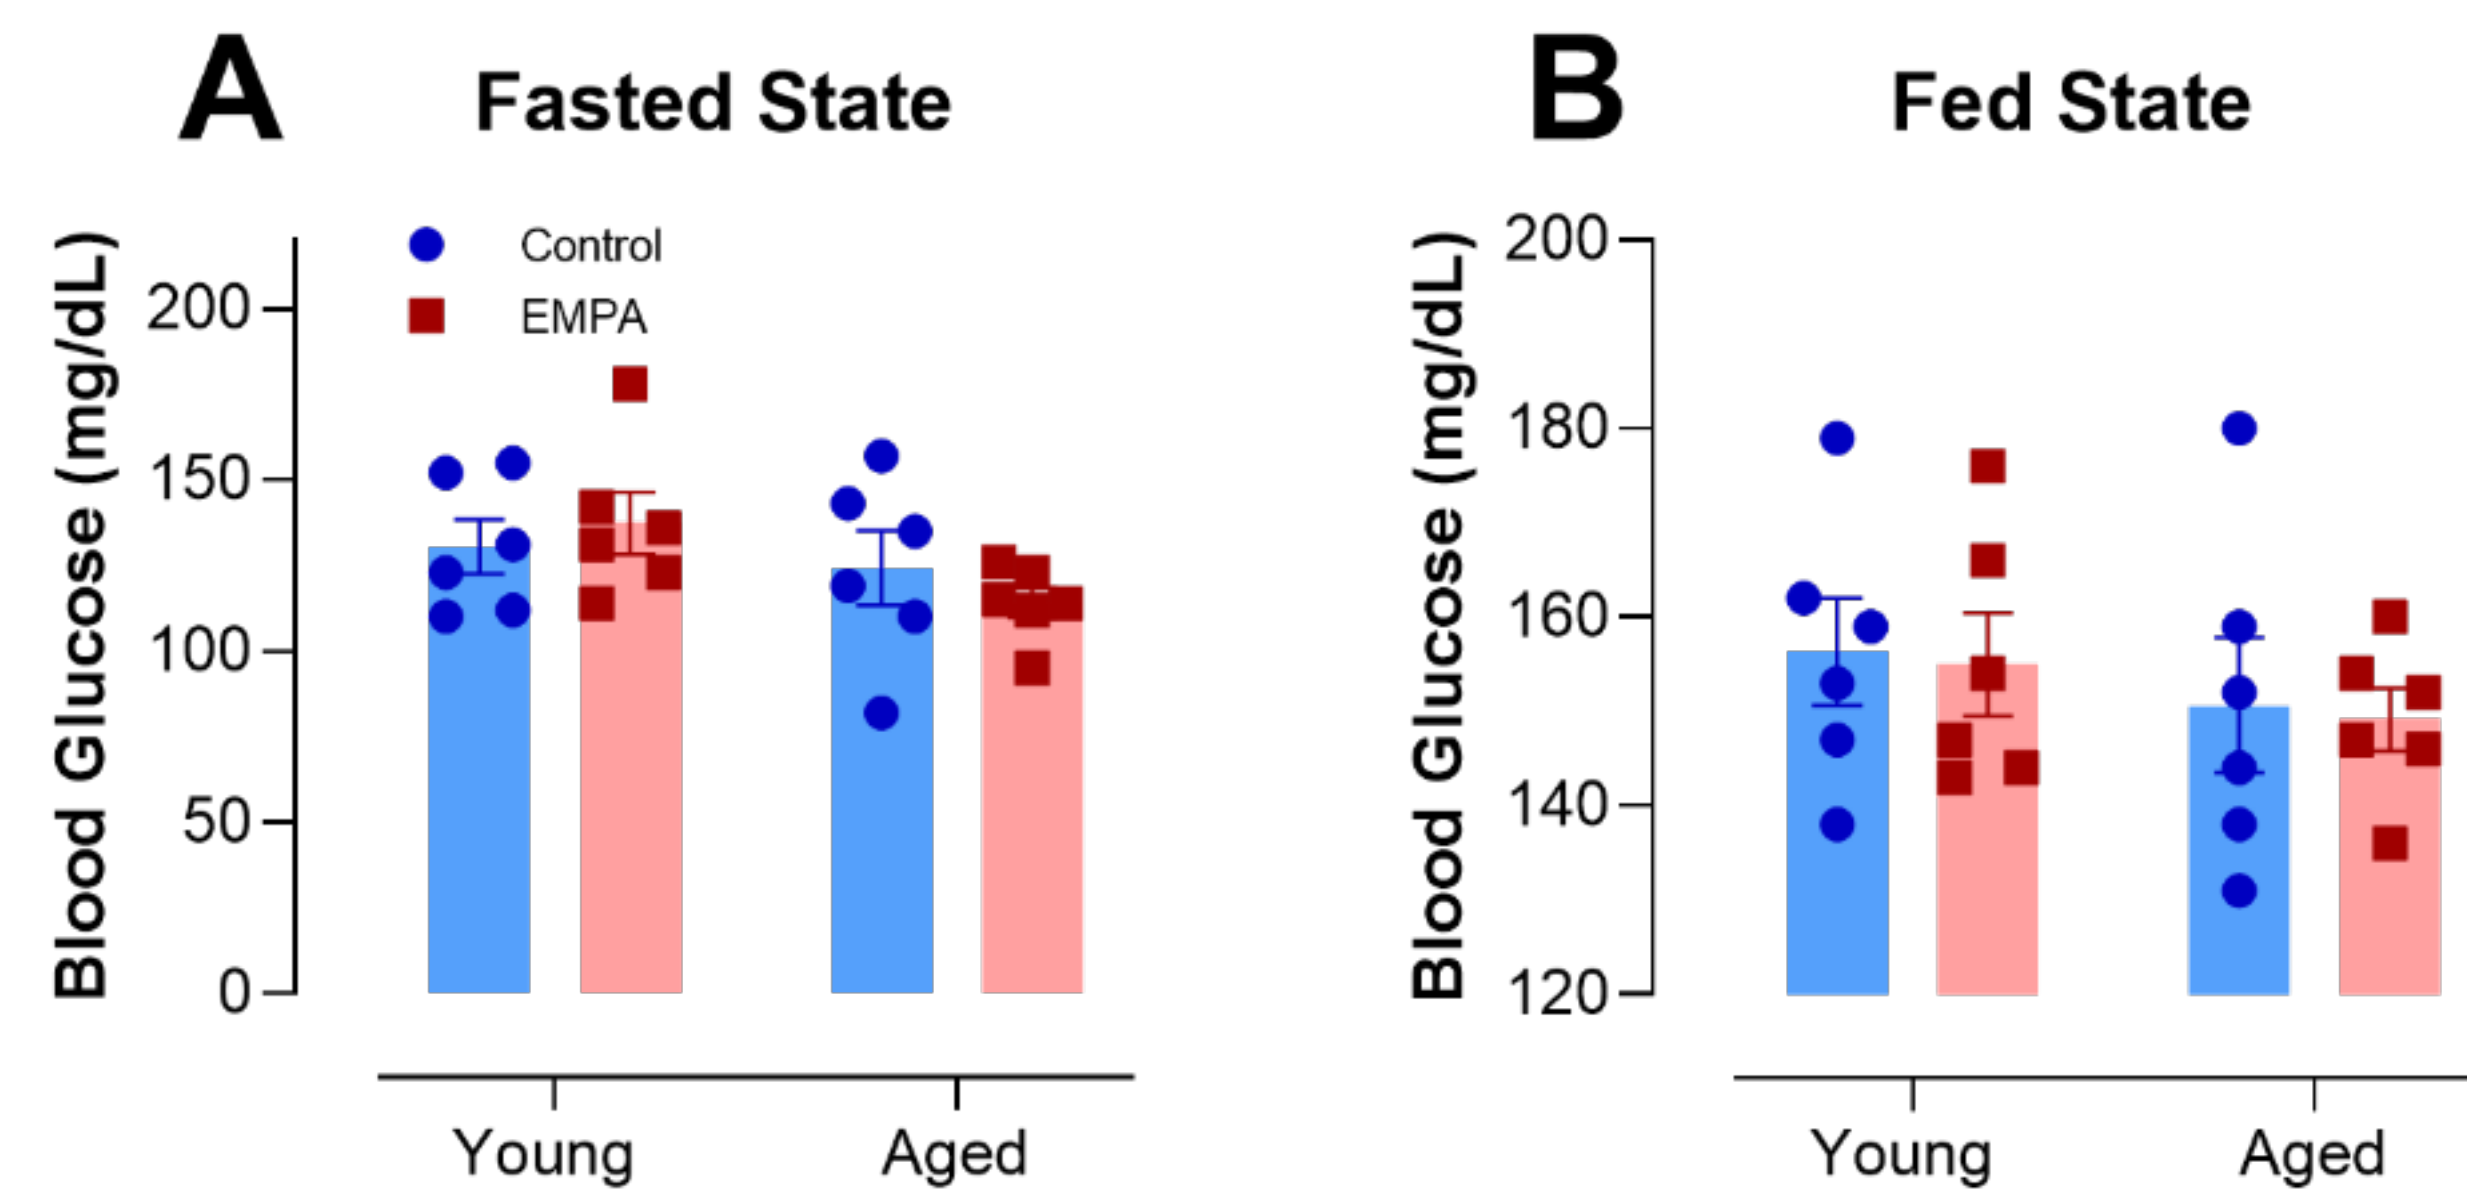 A
Fasted State
Blood Glucose (mg/dL)
200
150
100
50
0
Control
EMPA
Young
Aged
B
Fed State
Blood Glucose (mg/dL)
200
180
160
140
120
Young
Aged